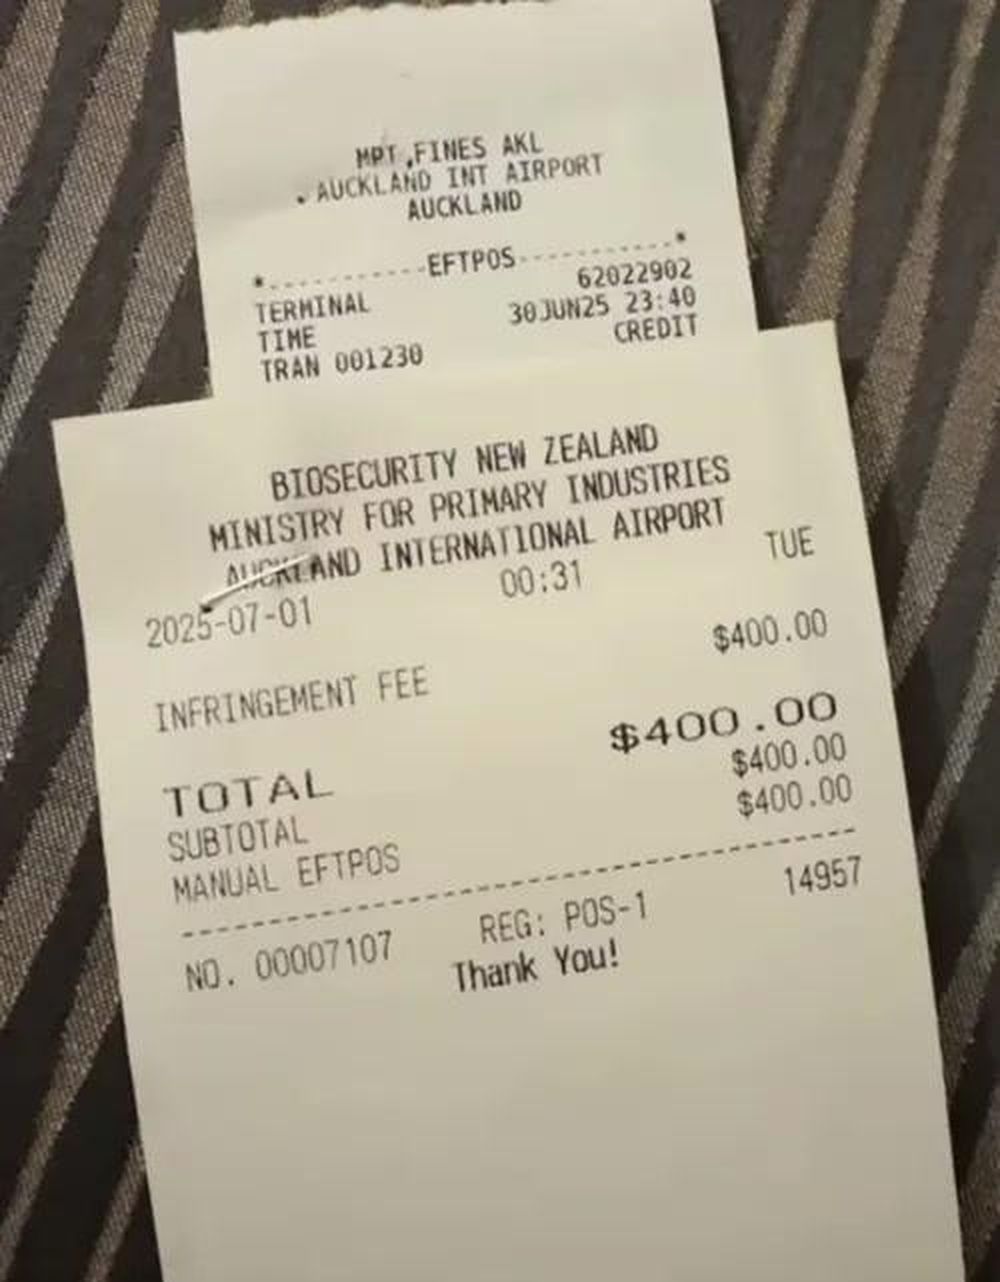 MPT FINES AKL
AUCKLAND INT AIRPORT
AUCKLAND
*----------EFTPOS----------*
TERMINAL 62022902
TIME 30JUN25 23:40
TRAN 001230 CREDIT
BIOSECURITY NEW ZEALAND
MINISTRY FOR PRIMARY INDUSTRIES
AUCKLAND INTERNATIONAL AIRPORT
2025-07-01 00:31 TUE
INFRINGEMENT FEE $400.00
TOTAL $400.00
SUBTOTAL $400.00
MANUAL EFTPOS $400.00
NO. 00007107 REG: POS-1 14957
Thank You!